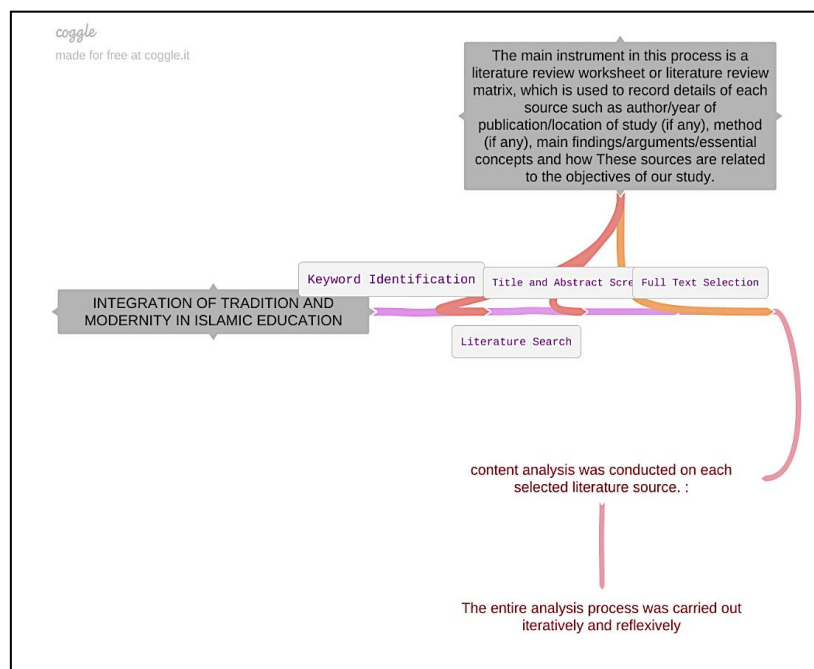 coggle
made for free at coggle.it
The main instrument in this process is a
literature review worksheet or literature review
matrix, which is used to record details of each
source such as author/year of
publication/location of study (if any), method
(if any), main findings/arguments/essential
concepts and how These sources are related
to the objectives of our study.
Keyword Identification
Title and Abstract Scre
Full Text Selection
INTEGRATION OF TRADITION AND
MODERNITY IN ISLAMIC EDUCATION
Literature Search
content analysis was conducted on each
selected literature source. :
The entire analysis process was carried out
iteratively and reflexively